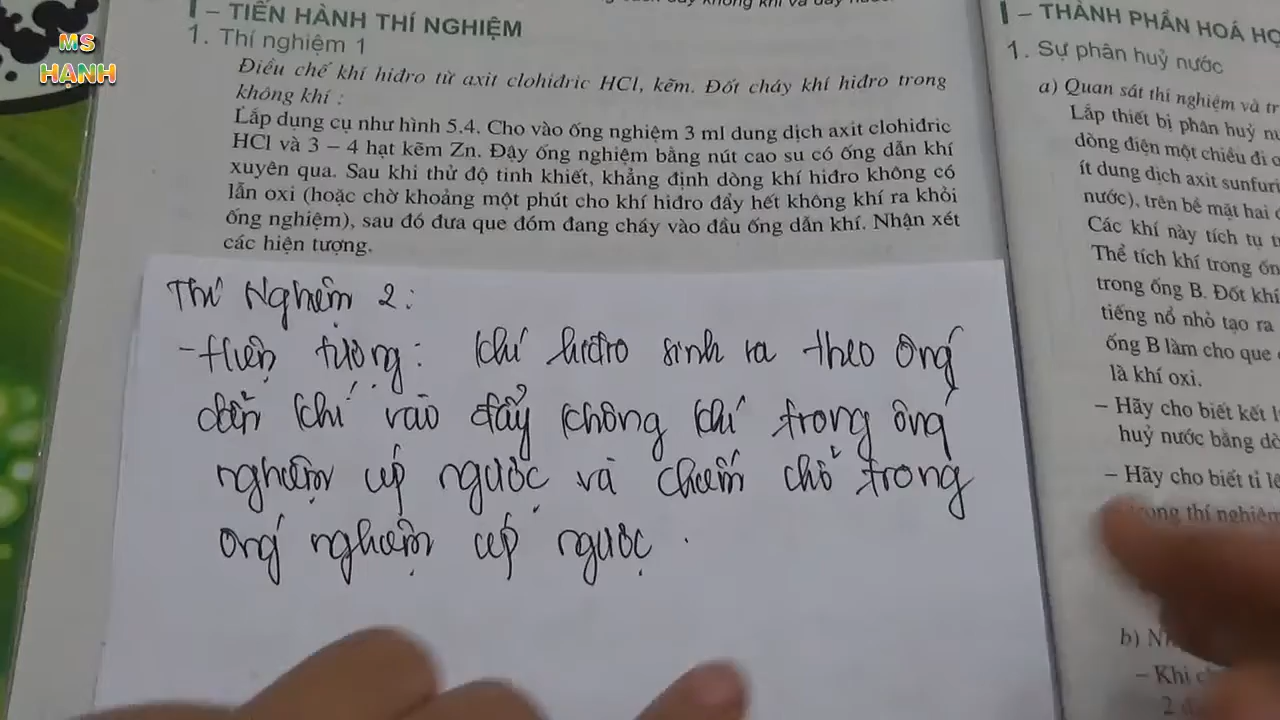 MS
HẠNH
I – TIẾN HÀNH THÍ NGHIỆM
1. Thí nghiệm 1
Điều chế khí hiđro từ axit clohiđric HCl, kẽm. Đốt cháy khí hiđro trong
không khí :
Lắp dụng cụ như hình 5.4. Cho vào ống nghiệm 3 ml dung dịch axit clohiđric
HCl và 3 – 4 hạt kẽm Zn. Đậy ống nghiệm bằng nút cao su có ống dẫn khí
xuyên qua. Sau khi thử độ tinh khiết, khẳng định dòng khí hiđro không có
lẫn oxi (hoặc chờ khoảng một phút cho khí hiđro đẩy hết không khí ra khỏi
ống nghiệm), sau đó đưa que đóm đang cháy vào đầu ống dẫn khí. Nhận xét
các hiện tượng.
Thí Nghiệm 2:
- Hiện tượng: khí hiđro sinh ra theo ống
dẫn khí vào đẩy không khí trong ống
nghiệm úp ngược và chiếm chỗ trong
ống nghiệm úp ngược.
I – THÀNH PHẦN HOÁ HỌ
1. Sự phân huỷ nước
a) Quan sát thí nghiệm và tr
Lắp thiết bị phân huỷ nư
dòng điện một chiều đi
ít dung dịch axit sunfuri
nước), trên bề mặt hai
Các khí này tích tụ
Thể tích khí trong ốn
trong ống B. Đốt khí
tiếng nổ nhỏ tạo ra
ống B làm cho que
là khí oxi.
– Hãy cho biết kết
huỷ nước bằng dò
– Hãy cho biết tỉ lệ
trong thí nghiệm
b)
– Khi
2